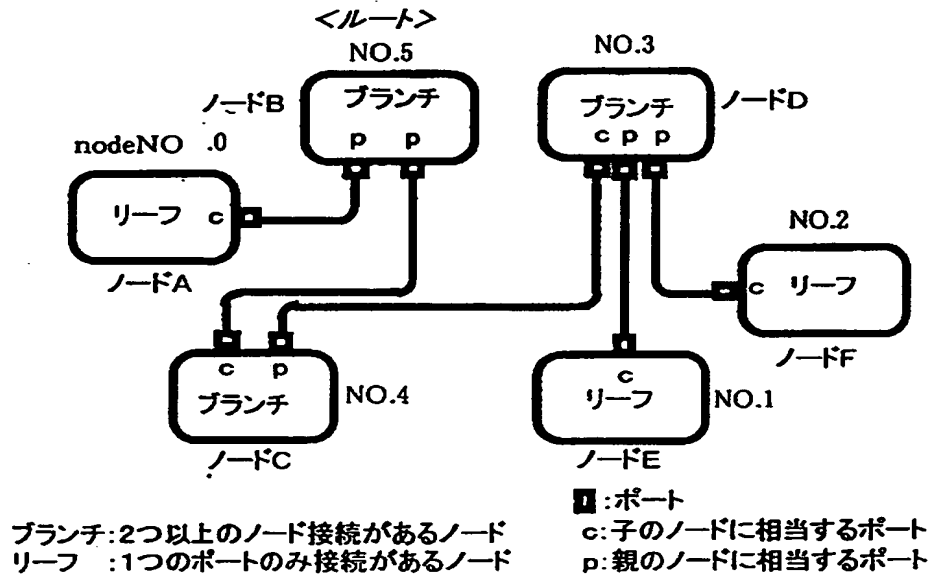 <ルート>
NO.5
ブランチ
p p
ノードB
NO.3
ブランチ
c p p
ノードD
nodeNO .0
リーフ c
ノードA
NO.2
c リーフ
ノードF
c p
ブランチ
NO.4
ノードC
c
リーフ
NO.1
ノードE
:ポート
ブランチ:2つ以上のノード接続があるノード
c:子のノードに相当するポート
リーフ :1つのポートのみ接続があるノード
p:親のノードに相当するポート